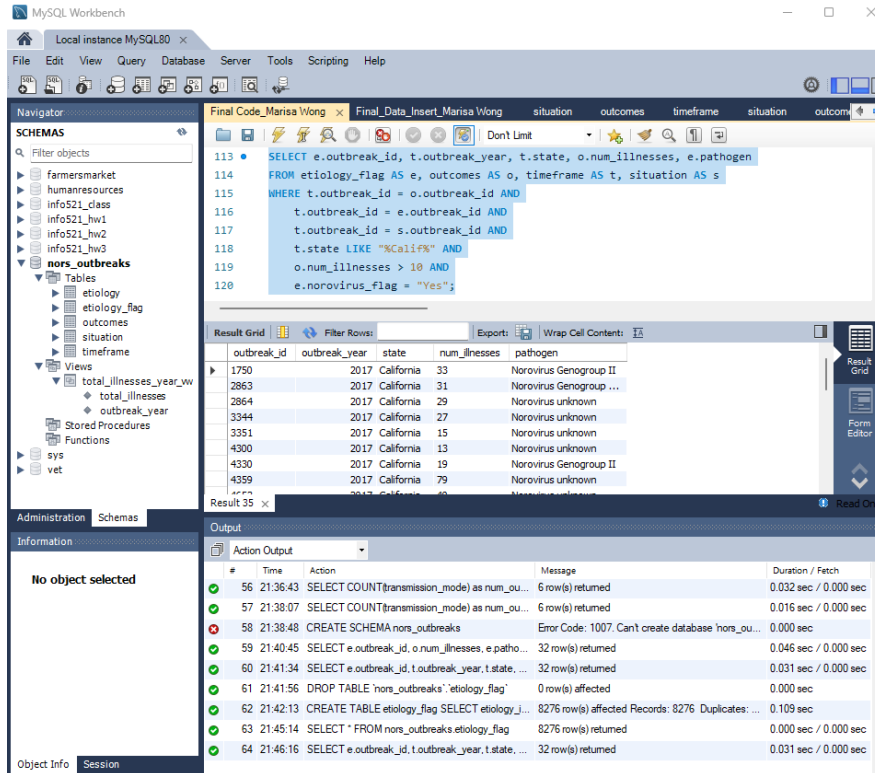 MySQL Workbench
Local instance MySQL80
File Edit View Query Database Server Tools Scripting Help
Navigator
SCHEMAS
Filter objects
farmersmarket
humanresources
info521_class
info521_hw1
info521_hw2
info521_hw3
nors_outbreaks
Tables
etiology
etiology_flag
outcomes
situation
timeframe
Views
total_illnesses_year_vw
total_illnesses
outbreak_year
Stored Procedures
Functions
sys
vet
Administration Schemas
Information
No object selected
Object Info Session
Final Code_Marisa Wong Final_Data_Insert_Marisa Wong situation outcomes timeframe situation outcom
Don't Limit
113 SELECT e.outbreak_id, t.outbreak_year, t.state, o.num_illnesses, e.pathogen
114 FROM etiology_flag AS e, outcomes AS o, timeframe AS t, situation AS s
115 WHERE t.outbreak_id = o.outbreak_id AND
116 t.outbreak_id = e.outbreak_id AND
117 t.outbreak_id = s.outbreak_id AND
118 t.state LIKE "%Calif%" AND
119 o.num_illnesses > 10 AND
120 e.norovirus_flag = "Yes";
Result Grid Filter Rows: Export: Wrap Cell Content:
outbreak_id outbreak_year state num_illnesses pathogen
1750 2017 California 33 Norovirus Genogroup II
2863 2017 California 31 Norovirus Genogroup ...
2864 2017 California 29 Norovirus unknown
3344 2017 California 27 Norovirus unknown
3351 2017 California 15 Norovirus unknown
4300 2017 California 13 Norovirus unknown
4330 2017 California 19 Norovirus Genogroup II
4359 2017 California 79 Norovirus unknown
Result Grid
Form Editor
Result 35
Read On
Output
Action Output
# Time Action Message Duration / Fetch
56 21:36:43 SELECT COUNT(transmission_mode) as num_ou... 6 row(s) returned 0.032 sec / 0.000 sec
57 21:38:07 SELECT COUNT(transmission_mode) as num_ou... 6 row(s) returned 0.016 sec / 0.000 sec
58 21:38:48 CREATE SCHEMA nors_outbreaks Error Code: 1007. Can't create database 'nors_ou... 0.000 sec
59 21:40:45 SELECT e.outbreak_id, o.num_illnesses, e.patho... 32 row(s) returned 0.046 sec / 0.000 sec
60 21:41:34 SELECT e.outbreak_id, t.outbreak_year, t.state, ... 32 row(s) returned 0.031 sec / 0.000 sec
61 21:41:56 DROP TABLE `nors_outbreaks`.`etiology_flag` 0 row(s) affected 0.000 sec
62 21:42:13 CREATE TABLE etiology_flag SELECT etiology_i... 8276 row(s) affected Records: 8276 Duplicates: ... 0.109 sec
63 21:45:14 SELECT * FROM nors_outbreaks.etiology_flag 8276 row(s) returned 0.000 sec / 0.000 sec
64 21:46:16 SELECT e.outbreak_id, t.outbreak_year, t.state, ... 32 row(s) returned 0.031 sec / 0.000 sec